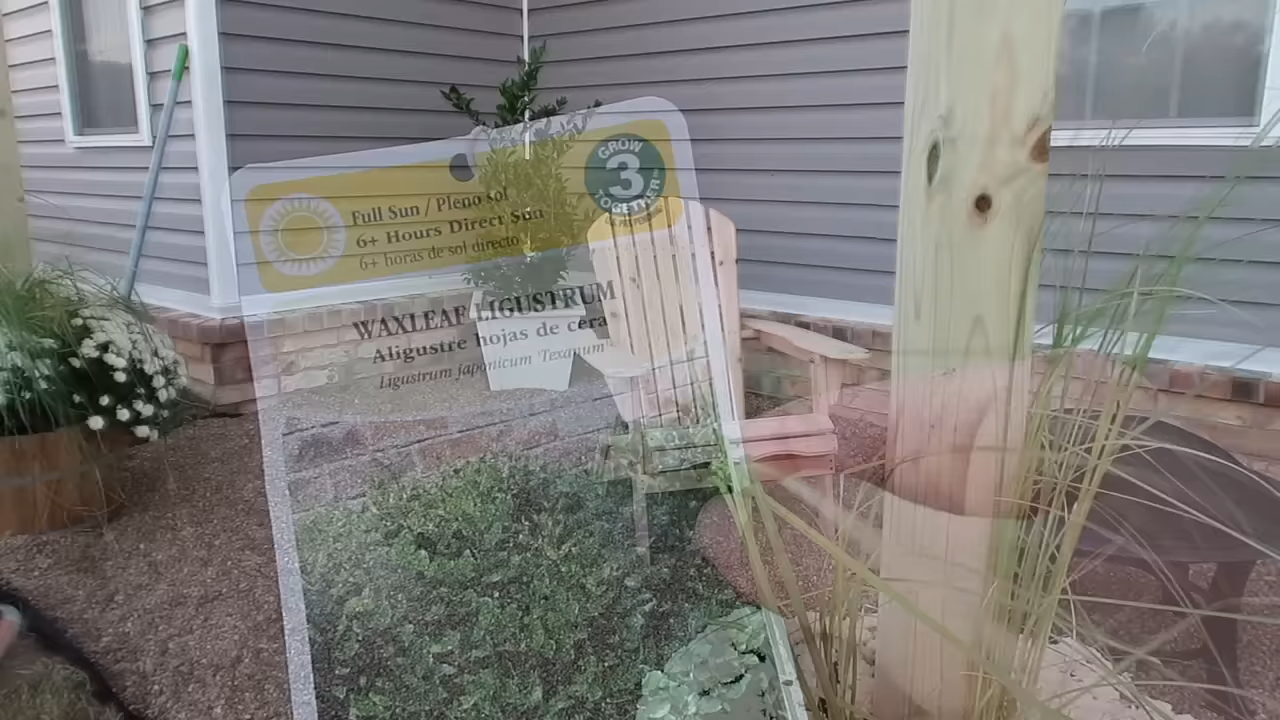 GROW
3
TOGETHER
Full Sun / Pleno sol
6+ Hours Direct Sun
6+ horas de sol directo
WAXLEAF LIGUSTRUM
Aligustre hojas de cera
Ligustrum japonicum 'Texanum'